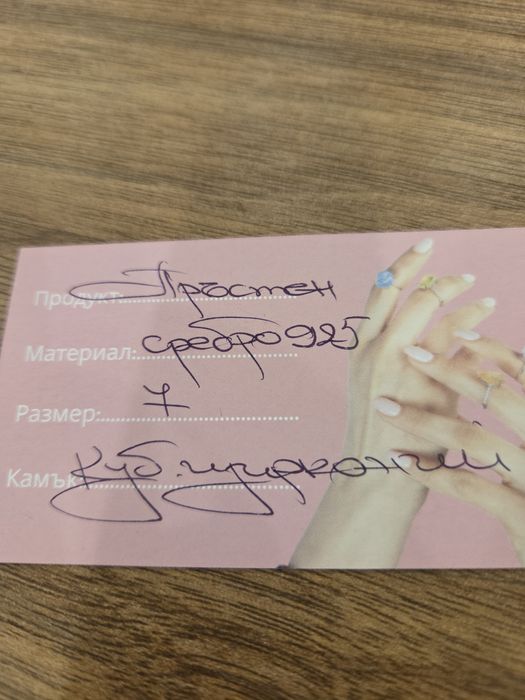 Продукт: Пръстен
Материал: сребро 925
Размер: 7
Камък: Куб. цирконий